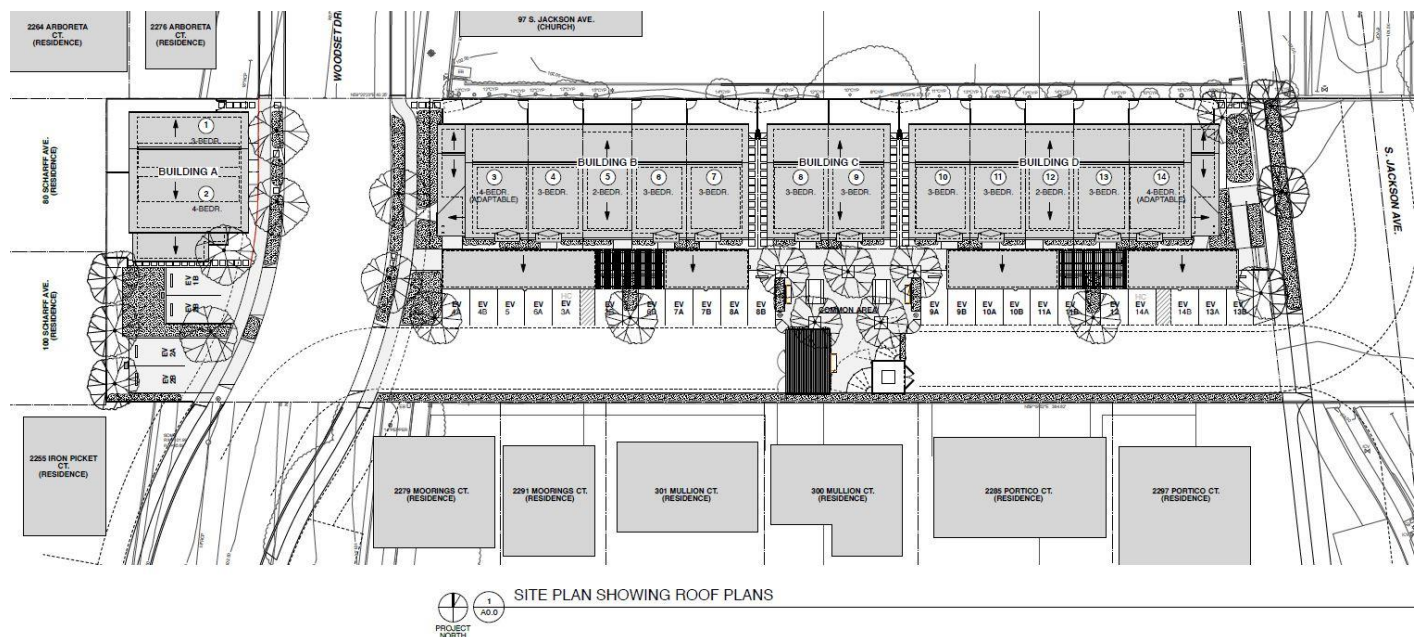 2264 ARBORETA
CT.
(RESIDENCE)
2276 ARBORETA
CT.
(RESIDENCE)
WOODSET DR
97 S. JACKSON AVE.
(CHURCH)
S. JACKSON AVE.
80 SCHARFF AVE.
(RESIDENCE)
100 SCHARFF AVE.
(RESIDENCE)
1
3-BEDR.
BUILDING A
2
4-BEDR.
BUILDING B
3
4-BEDR.
(ADAPTABLE)
4
3-BEDR.
5
2-BEDR.
6
3-BEDR.
7
3-BEDR.
BUILDING C
8
3-BEDR.
9
3-BEDR.
BUILDING D
10
3-BEDR.
11
3-BEDR.
12
2-BEDR.
13
3-BEDR.
14
4-BEDR.
(ADAPTABLE)
EV
1B
EV
EV
2A
EV
2B
EV
EV
4B
EV
5
EV
6A
HC
EV
3A
EV
EV
EV
7A
EV
7B
EV
8A
EV
8B
COMMON AREA
EV
9A
EV
9B
EV
10A
EV
10B
EV
11A
EV
EV
12
HC
EV
14A
EV
14B
EV
13A
EV
13B
2255 IRON PICKET
CT.
(RESIDENCE)
2279 MOORINGS CT.
(RESIDENCE)
2291 MOORINGS CT.
(RESIDENCE)
301 MULLION CT.
(RESIDENCE)
300 MULLION CT.
(RESIDENCE)
2285 PORTICO CT.
(RESIDENCE)
2297 PORTICO CT.
(RESIDENCE)
1
A0.0
SITE PLAN SHOWING ROOF PLANS
PROJECT
NORTH